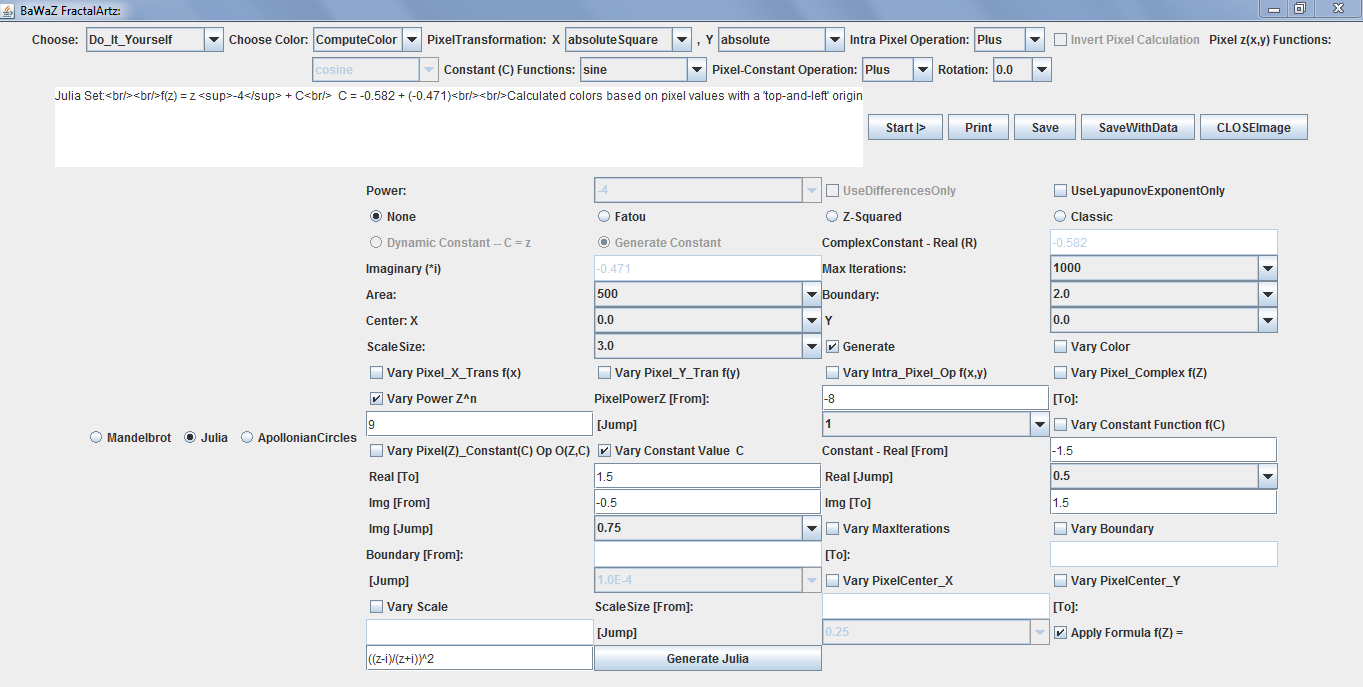 BaWaZ FractalArtz:
Choose: Do_It_Yourself Choose Color: ComputeColor PixelTransformation: X absoluteSquare , Y absolute Intra Pixel Operation: Plus Invert Pixel Calculation Pixel z(x,y) Functions:
cosine Constant (C) Functions: sine Pixel-Constant Operation: Plus Rotation: 0.0
Julia Set:<br/><br/>f(z) = z <sup>-4</sup> + C<br/> C = -0.582 + (-0.471)<br/><br/>Calculated colors based on pixel values with a 'top-and-left' origin
Start |> Print Save SaveWithData CLOSEImage
Power: -4 UseDifferencesOnly UseLyapunovExponentOnly
None Fatou Z-Squared Classic
Dynamic Constant -- C = z Generate Constant ComplexConstant - Real (R) -0.582
Imaginary (*i) -0.471 Max Iterations: 1000
Area: 500 Boundary: 2.0
Center: X 0.0 Y 0.0
ScaleSize: 3.0 Generate Vary Color
Vary Pixel_X_Trans f(x) Vary Pixel_Y_Tran f(y) Vary Intra_Pixel_Op f(x,y) Vary Pixel_Complex f(Z)
Vary Power Z^n PixelPowerZ [From]: -8 [To]:
9 [Jump] 1 Vary Constant Function f(C)
Mandelbrot Julia ApollonianCircles
Vary Pixel(Z)_Constant(C) Op O(Z,C) Vary Constant Value C Constant - Real [From] -1.5
Real [To] 1.5 Real [Jump] 0.5
Img [From] -0.5 Img [To] 1.5
Img [Jump] 0.75 Vary MaxIterations Vary Boundary
Boundary [From]: [To]:
[Jump] 1.0E-4 Vary PixelCenter_X Vary PixelCenter_Y
Vary Scale ScaleSize [From]: [To]:
[Jump] 0.25 Apply Formula f(Z) =
((z-i)/(z+i))^2 Generate Julia